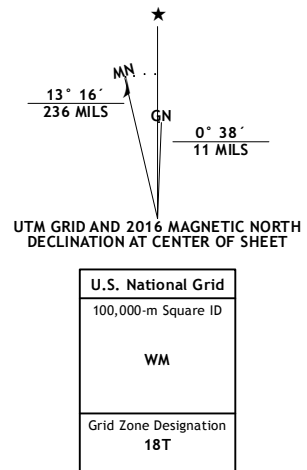 ★
MN
GN
13° 16´
236 MILS
0° 38´
11 MILS
UTM GRID AND 2016 MAGNETIC NORTH
DECLINATION AT CENTER OF SHEET
U.S. National Grid
100,000-m Square ID
WM
Grid Zone Designation
18T